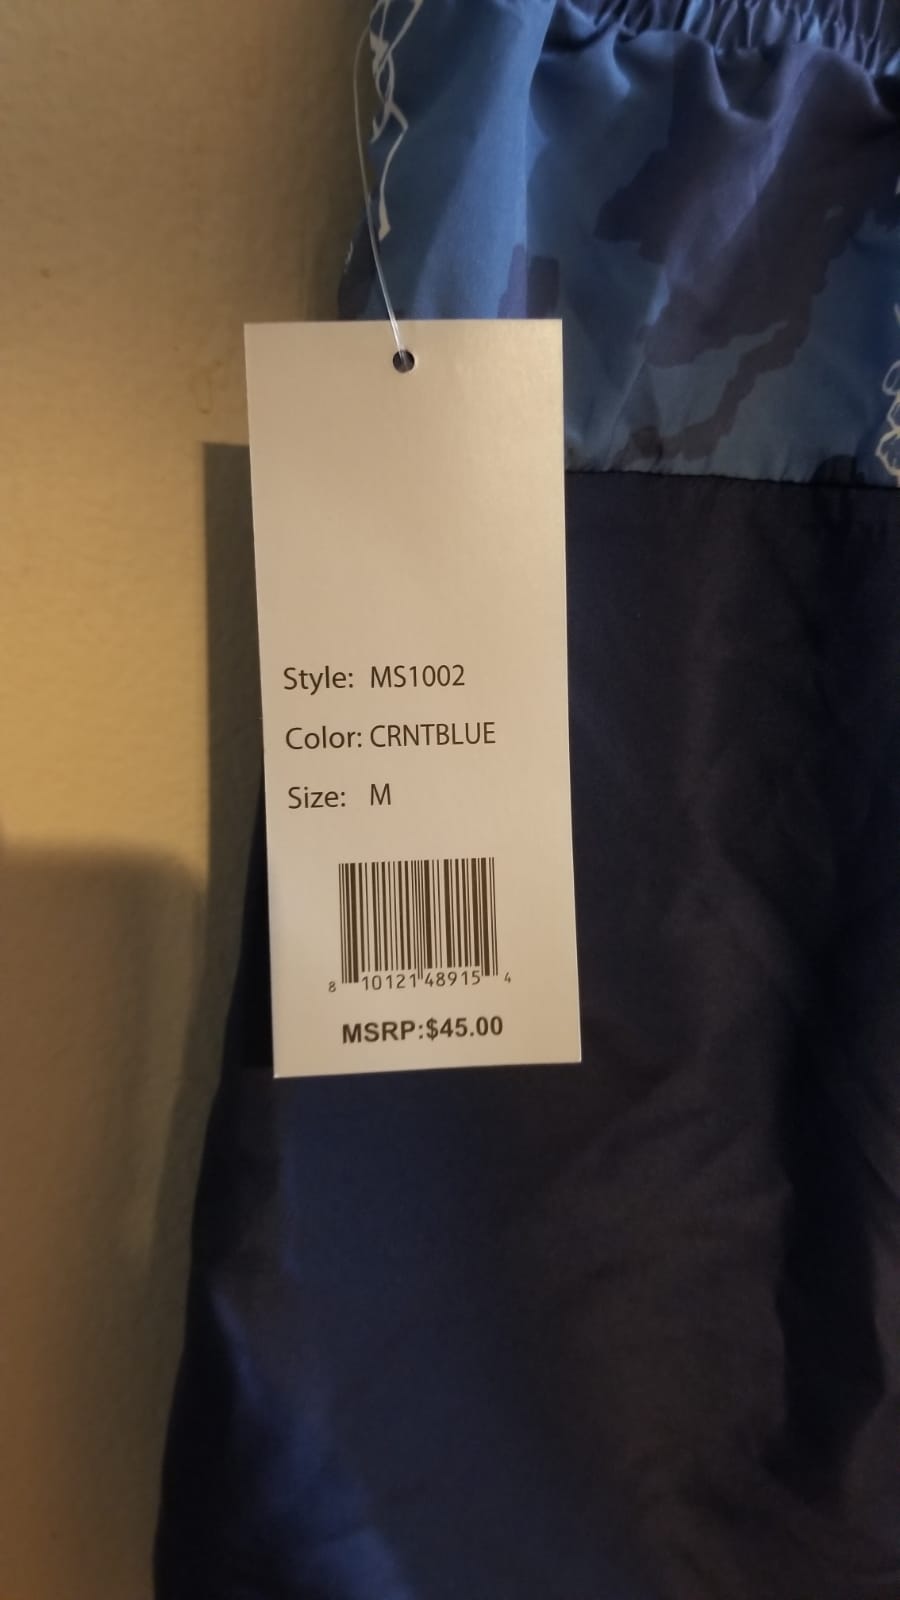 Style: MS1002
Color: CRNTBLUE
Size: M
8 10121 48915 4
MSRP:$45.00